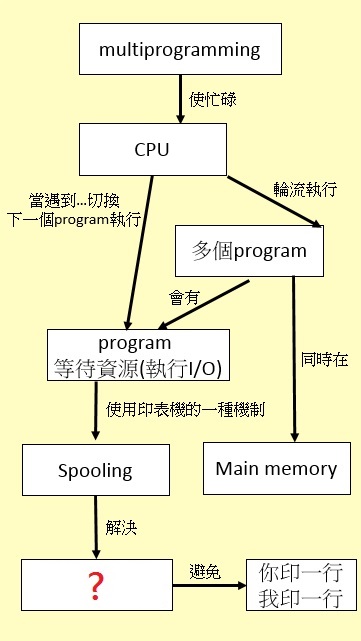 multiprogramming
使忙碌
CPU
當遇到...切換
下一個program執行
輪流執行
多個program
會有
program
等待資源(執行I/O)
同時在
使用印表機的一種機制
Spooling
Main memory
解決
?
避免
你印一行
我印一行